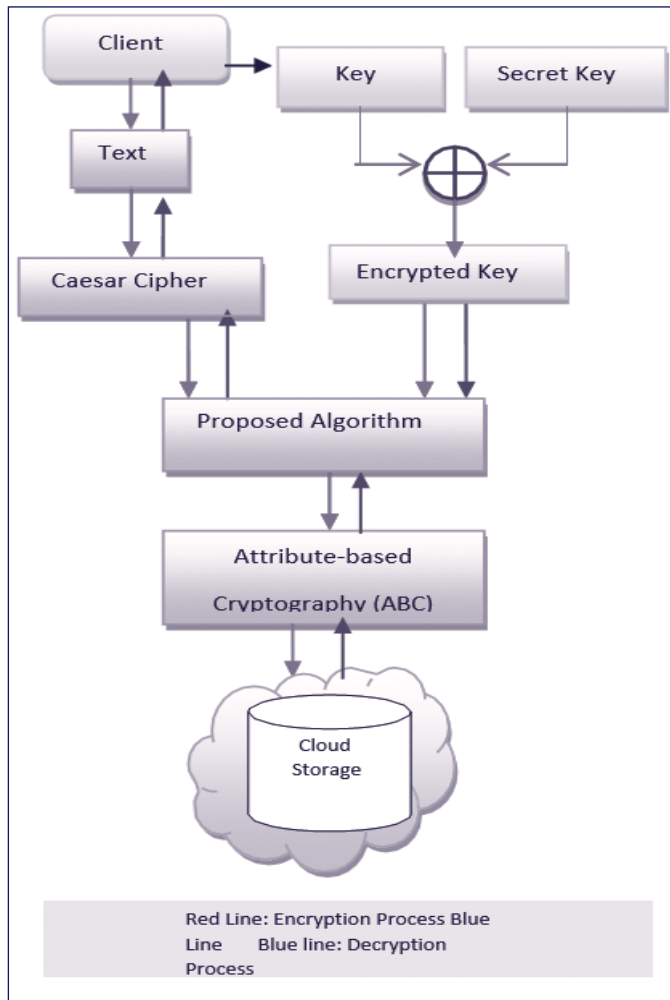 Client
Key
Secret Key
Text
Caesar Cipher
Encrypted Key
Proposed Algorithm
Attribute-based
Cryptography (ABC)
Cloud
Storage
Red Line: Encryption Process Blue
Line Blue line: Decryption
Process